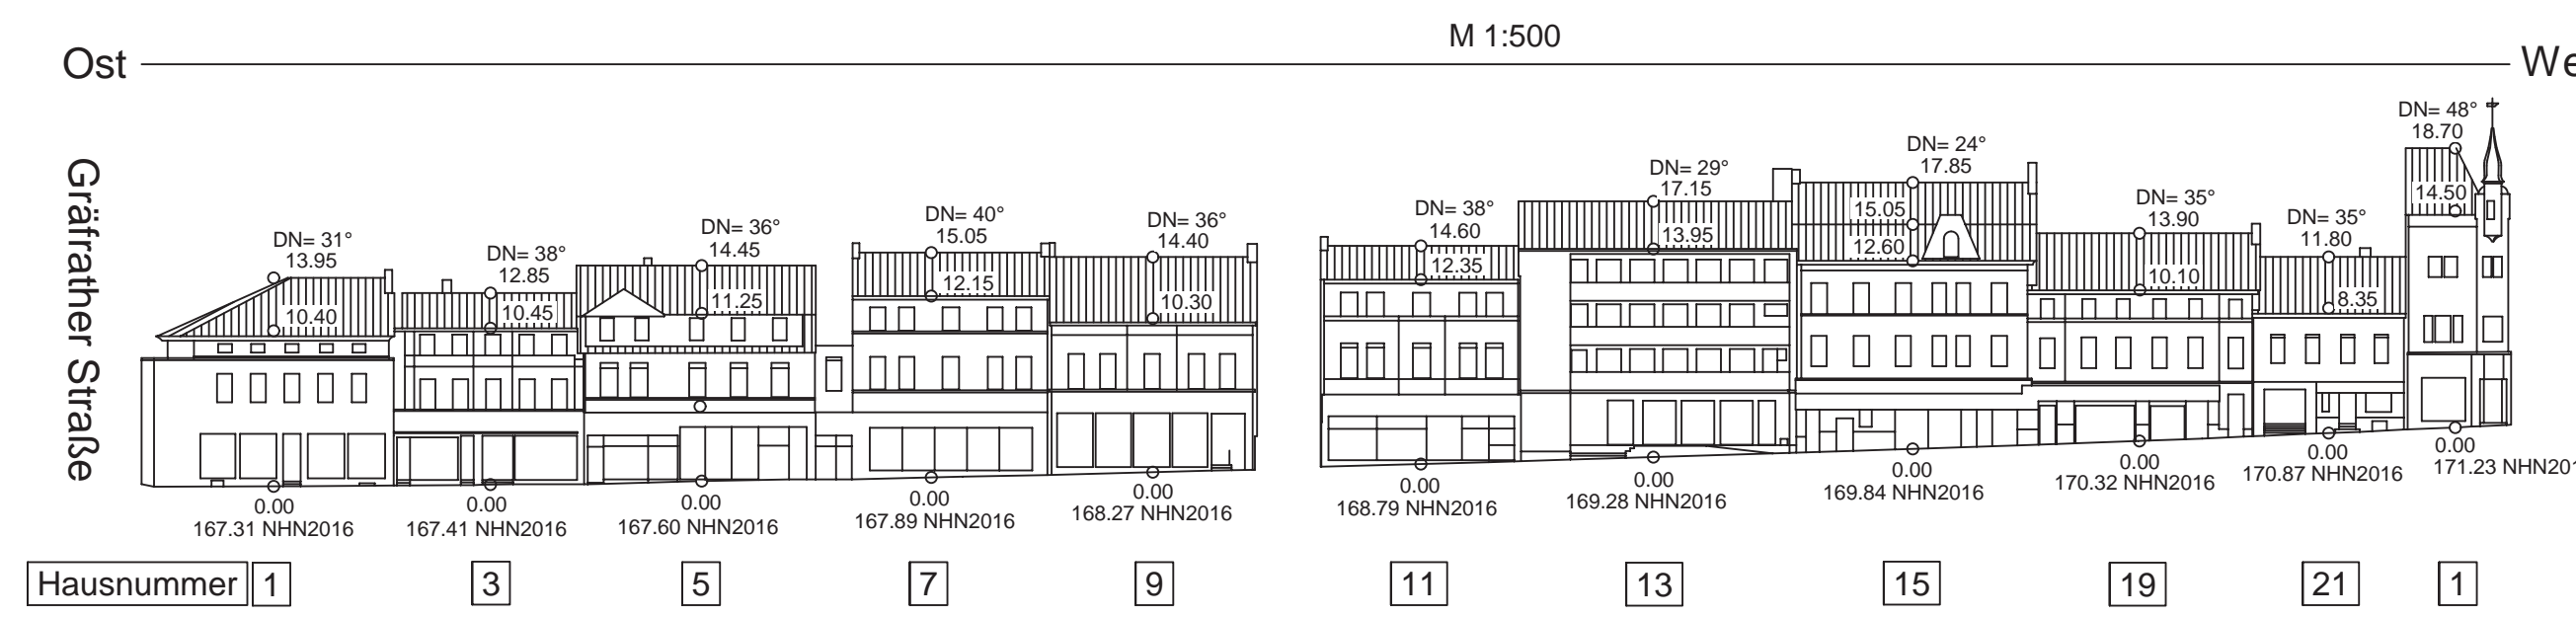 M 1:500
Ost
We
Gräfrather Straße
DN= 31°
13.95
10.40
0.00
167.31 NHN2016
DN= 38°
12.85
10.45
0.00
167.41 NHN2016
DN= 36°
14.45
11.25
0.00
167.60 NHN2016
DN= 40°
15.05
12.15
0.00
167.89 NHN2016
DN= 36°
14.40
10.30
0.00
168.27 NHN2016
DN= 38°
14.60
12.35
0.00
168.79 NHN2016
DN= 29°
17.15
13.95
0.00
169.28 NHN2016
DN= 24°
17.85
15.05
12.60
0.00
169.84 NHN2016
DN= 35°
13.90
10.10
0.00
170.32 NHN2016
DN= 35°
11.80
8.35
0.00
170.87 NHN2016
DN= 48°
18.70
14.50
0.00
171.23 NHN201
Hausnummer 1 3 5 7 9 11 13 15 19 21 1